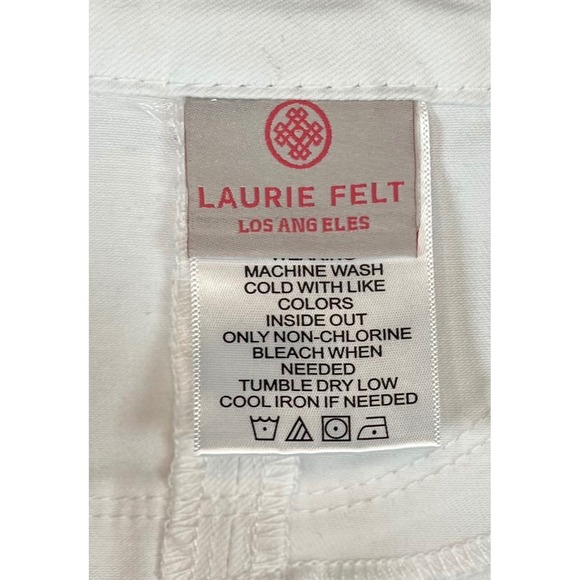 LAURIE FELT
LOS ANGELES
MACHINE WASH
COLD WITH LIKE
COLORS
INSIDE OUT
ONLY NON-CHLORINE
BLEACH WHEN
NEEDED
TUMBLE DRY LOW
COOL IRON IF NEEDED